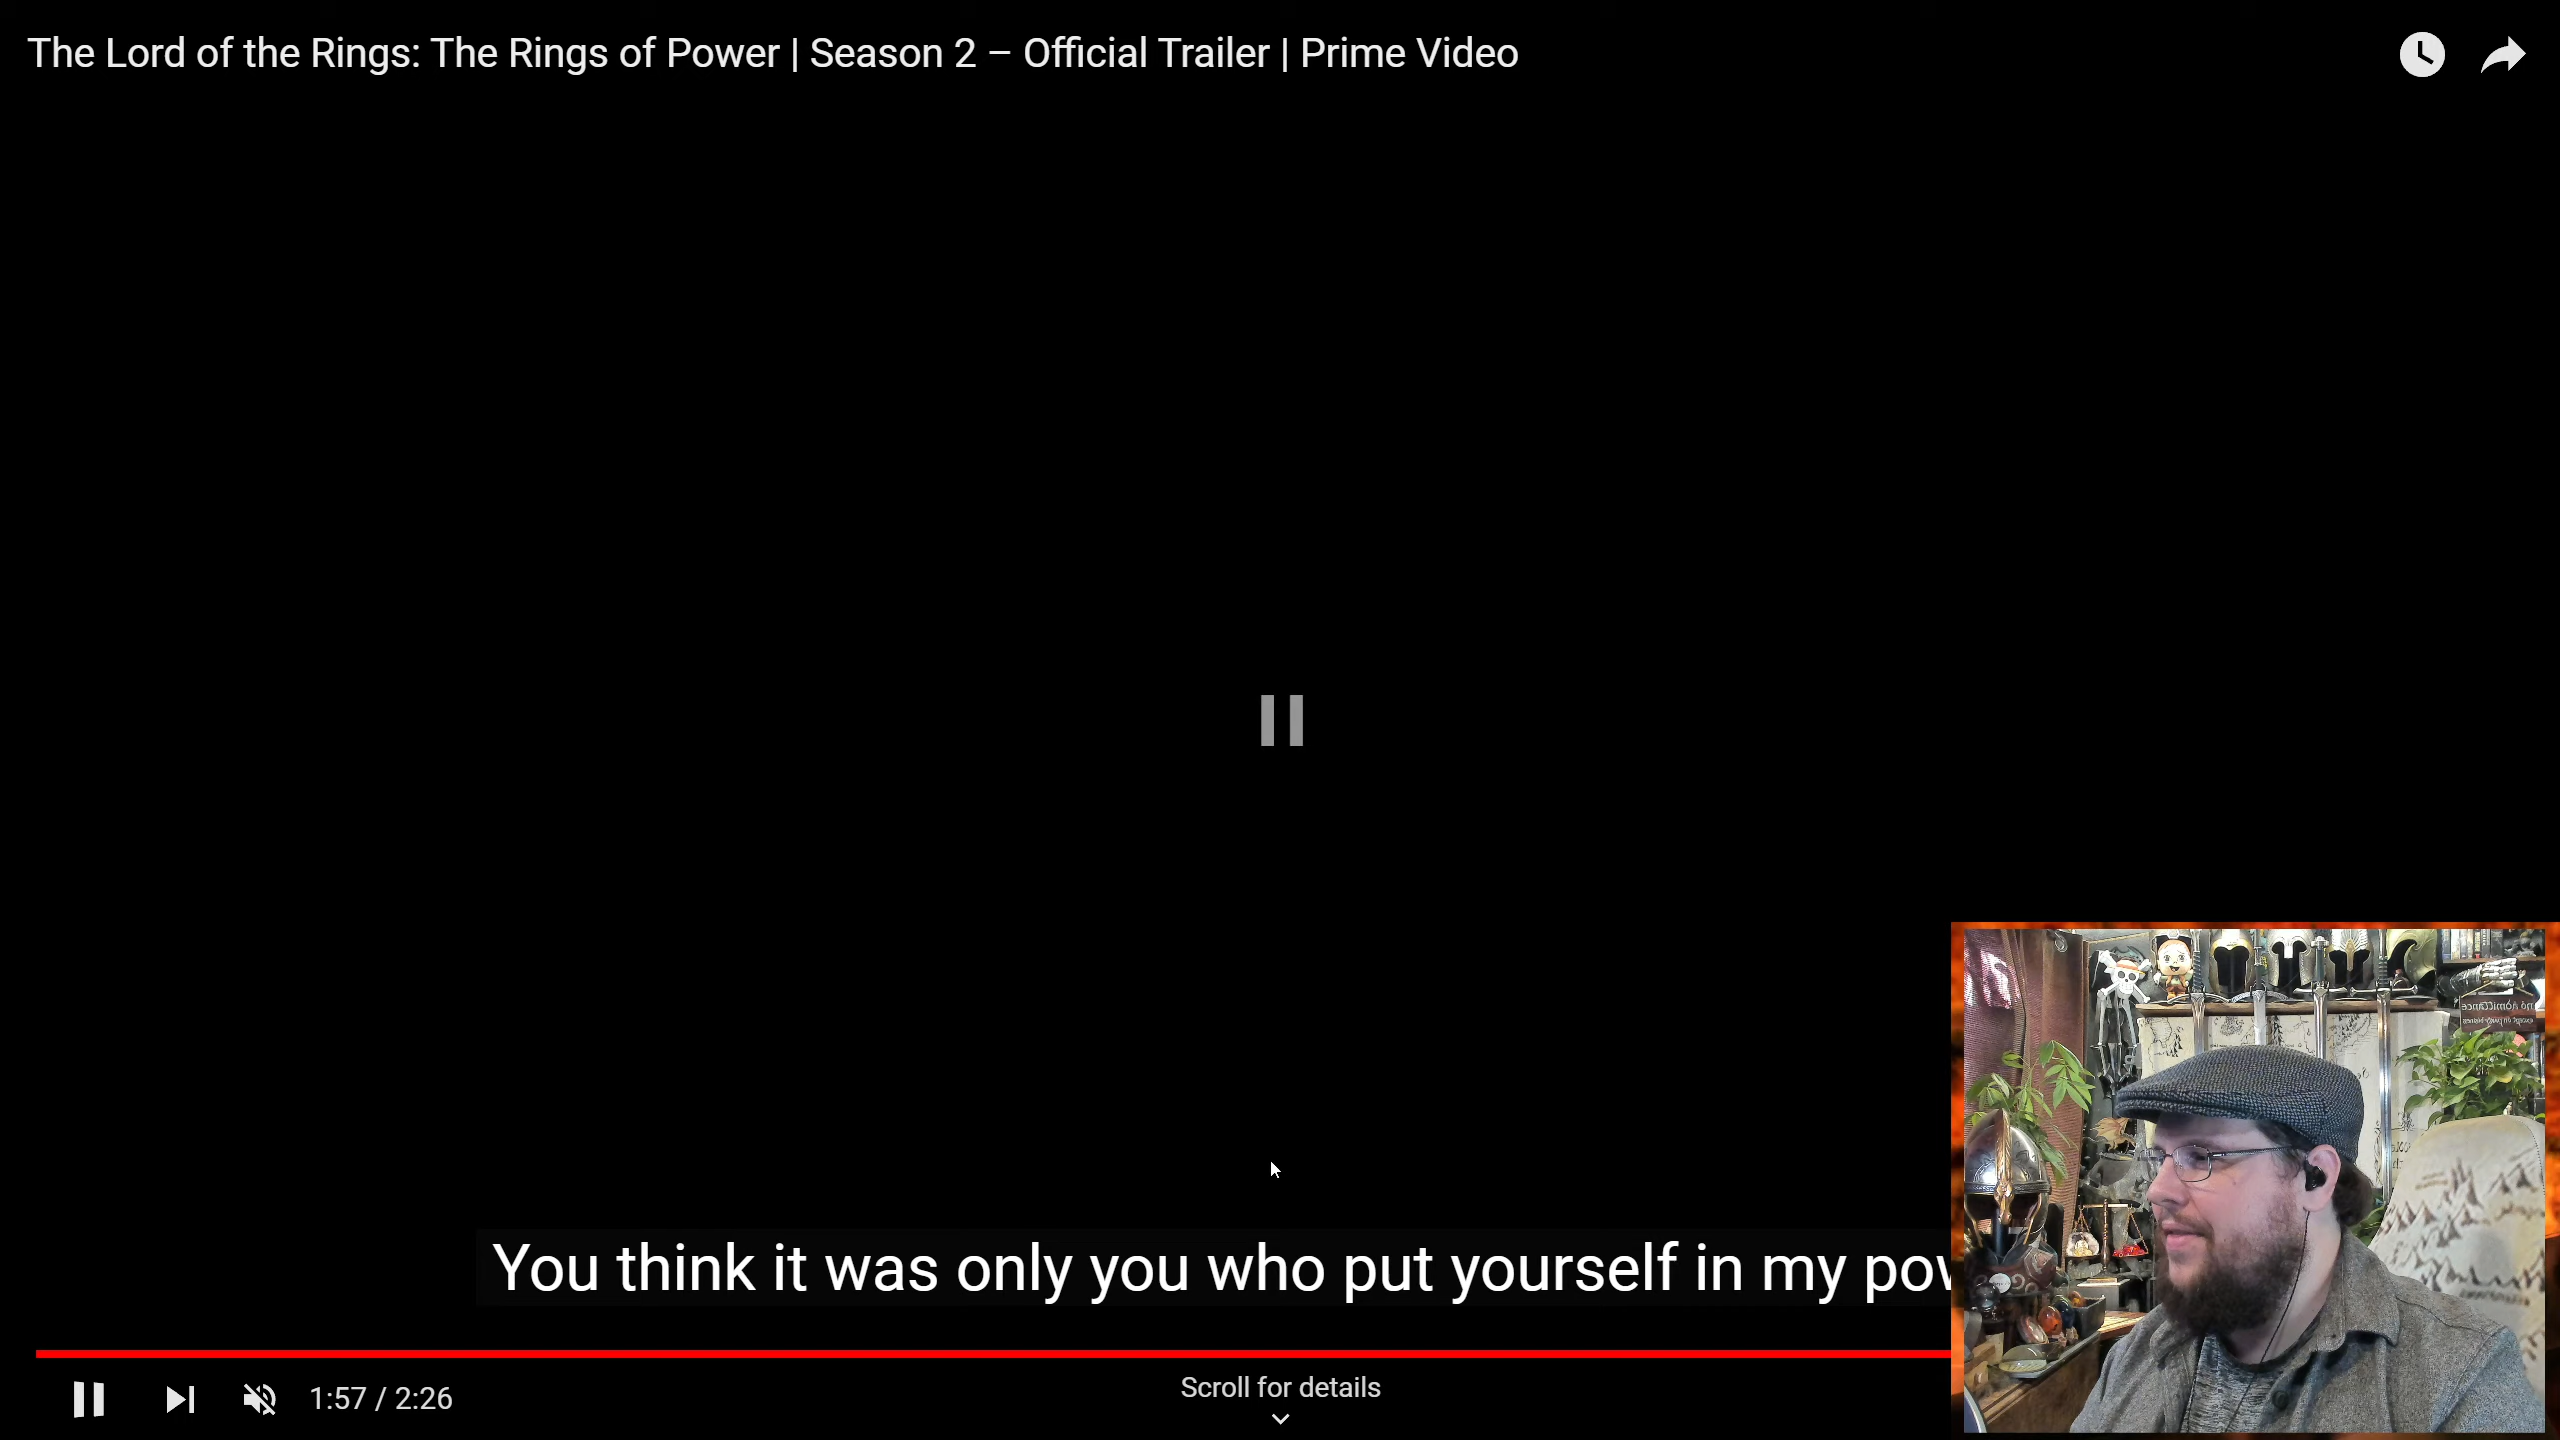 The Lord of the Rings: The Rings of Power | Season 2 – Official Trailer | Prime Video
You think it was only you who put yourself in my
1:57 / 2:26
Scroll for details